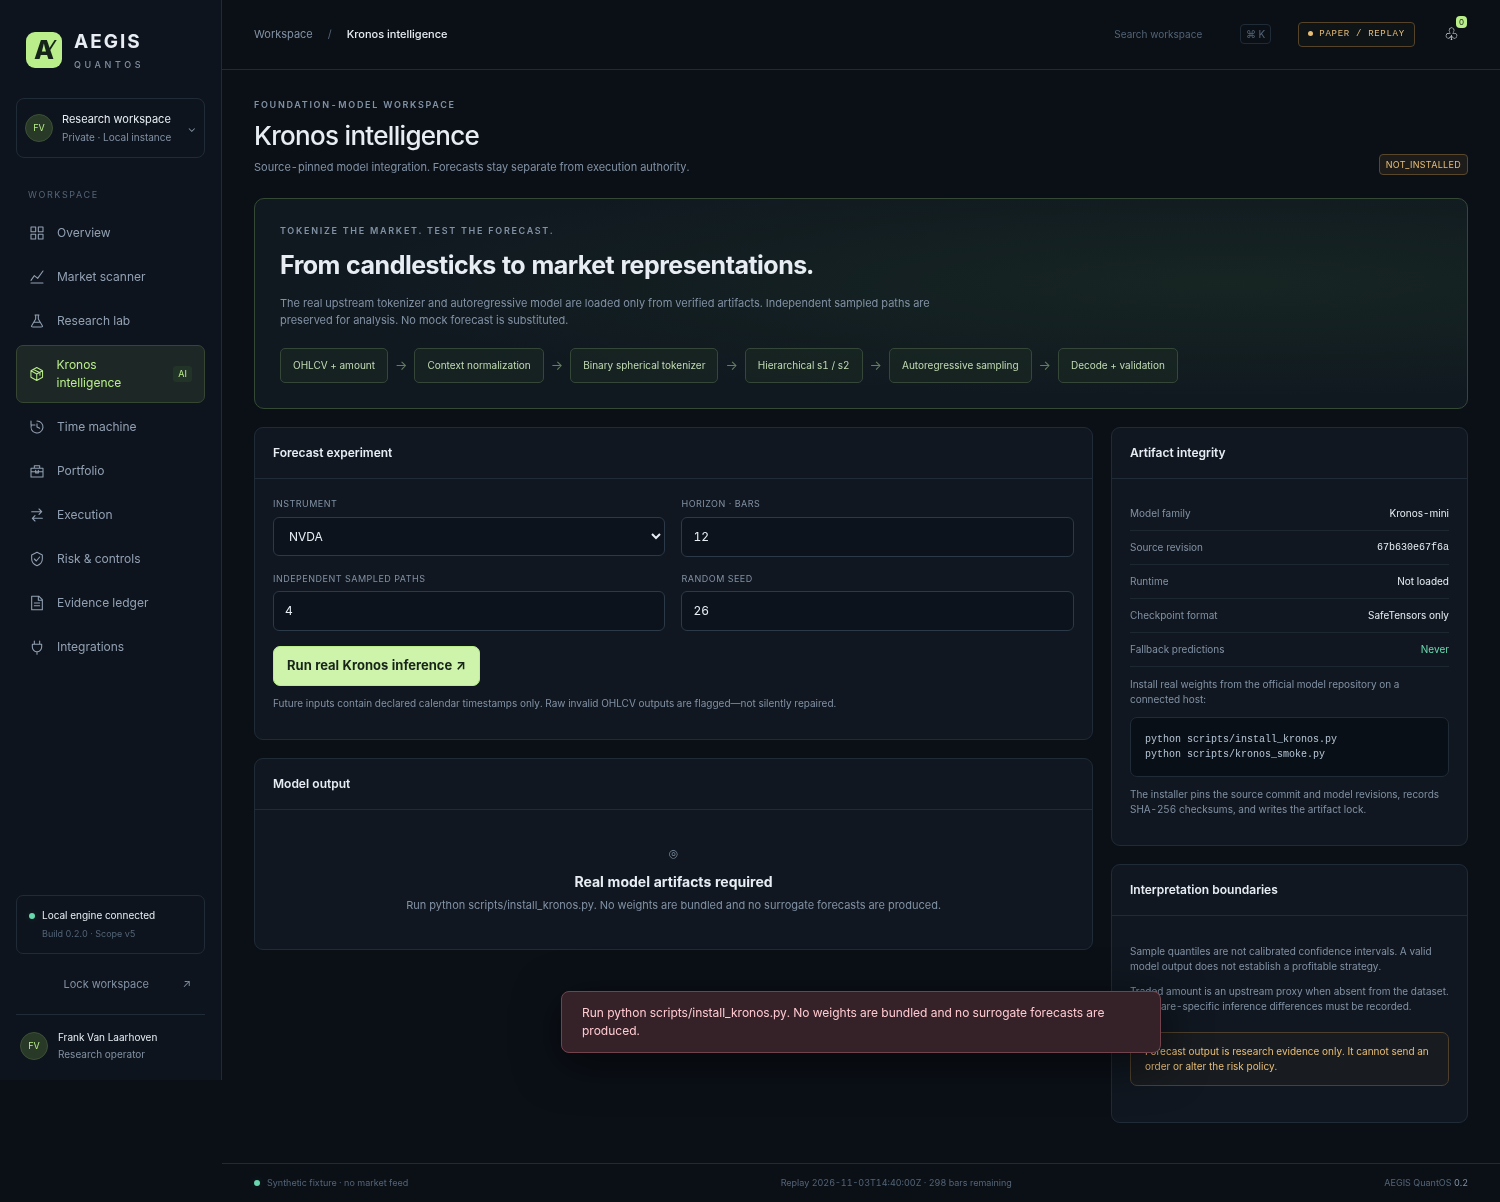 AEGIS
QUANTOS
FV
Research workspace
Private · Local instance
WORKSPACE
Overview
Market scanner
Research lab
Kronos
intelligence
AI
Time machine
Portfolio
Execution
Risk & controls
Evidence ledger
Integrations
Local engine connected
Build 0.2.0 · Scope v5
Lock workspace
FV
Frank Van Laarhoven
Research operator
Workspace / Kronos intelligence
Search workspace
⌘ K
PAPER / REPLAY
0
FOUNDATION-MODEL WORKSPACE
Kronos intelligence
Source-pinned model integration. Forecasts stay separate from execution authority.
NOT_INSTALLED
TOKENIZE THE MARKET. TEST THE FORECAST.
From candlesticks to market representations.
The real upstream tokenizer and autoregressive model are loaded only from verified artifacts. Independent sampled paths are
preserved for analysis. No mock forecast is substituted.
OHLCV + amount → Context normalization → Binary spherical tokenizer → Hierarchical s1 / s2 → Autoregressive sampling → Decode + validation
Forecast experiment
INSTRUMENT
NVDA
HORIZON · BARS
12
INDEPENDENT SAMPLED PATHS
4
RANDOM SEED
26
Run real Kronos inference ↗
Future inputs contain declared calendar timestamps only. Raw invalid OHLCV outputs are flagged—not silently repaired.
Model output
Real model artifacts required
Run python scripts/install_kronos.py. No weights are bundled and no surrogate forecasts are produced.
Artifact integrity
Model family Kronos-mini
Source revision 67b630e67f6a
Runtime Not loaded
Checkpoint format SafeTensors only
Fallback predictions Never
Install real weights from the official model repository on a
connected host:
python scripts/install_kronos.py
python scripts/kronos_smoke.py
The installer pins the source commit and model revisions, records
SHA-256 checksums, and writes the artifact lock.
Interpretation boundaries
Sample quantiles are not calibrated confidence intervals. A valid
model output does not establish a profitable strategy.
Traded amount is an upstream proxy when absent from the dataset.
are-specific inference differences must be recorded.
Forecast output is research evidence only. It cannot send an
order or alter the risk policy.
Run python scripts/install_kronos.py. No weights are bundled and no surrogate forecasts are
produced.
Synthetic fixture · no market feed
Replay 2026-11-03T14:40:00Z · 298 bars remaining
AEGIS QuantOS 0.2